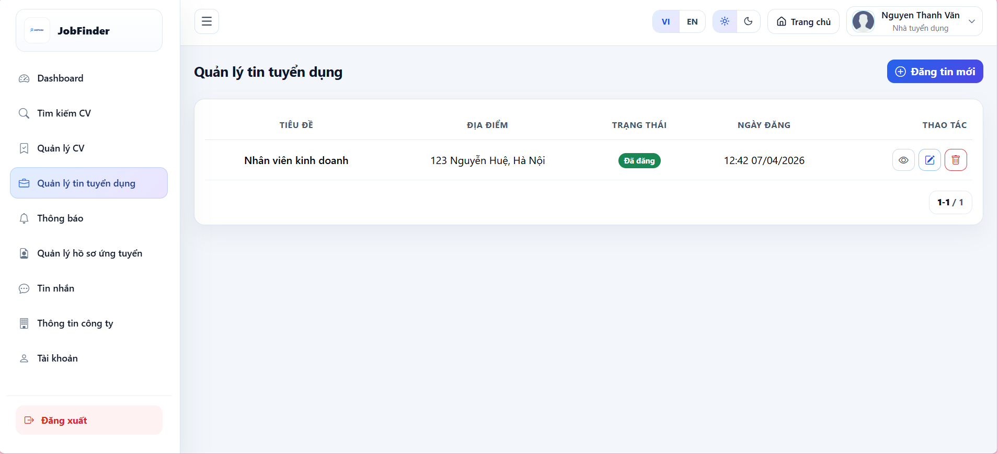 JobFinder
JobFinder
VI
EN
Trang chủ
Nguyen Thanh Văn
Nhà tuyển dụng
Dashboard
Tìm kiếm CV
Quản lý CV
Quản lý tin tuyển dụng
Thông báo
Quản lý hồ sơ ứng tuyển
Tin nhắn
Thông tin công ty
Tài khoản
Đăng xuất
Quản lý tin tuyển dụng
Đăng tin mới
TIÊU ĐỀ ĐỊA ĐIỂM TRẠNG THÁI NGÀY ĐĂNG THAO TÁC
Nhân viên kinh doanh 123 Nguyễn Huệ, Hà Nội Đã đăng 12:42 07/04/2026
1-1 / 1